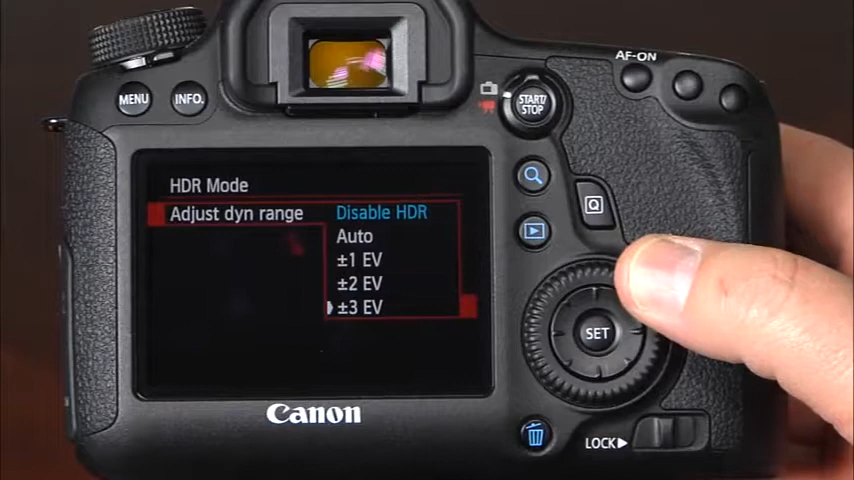 AF-ON
MENU
INFO.
START/
STOP
HDR Mode
Adjust dyn range
Disable HDR
Auto
±1 EV
±2 EV
±3 EV
Q
SET
Canon
LOCK▶